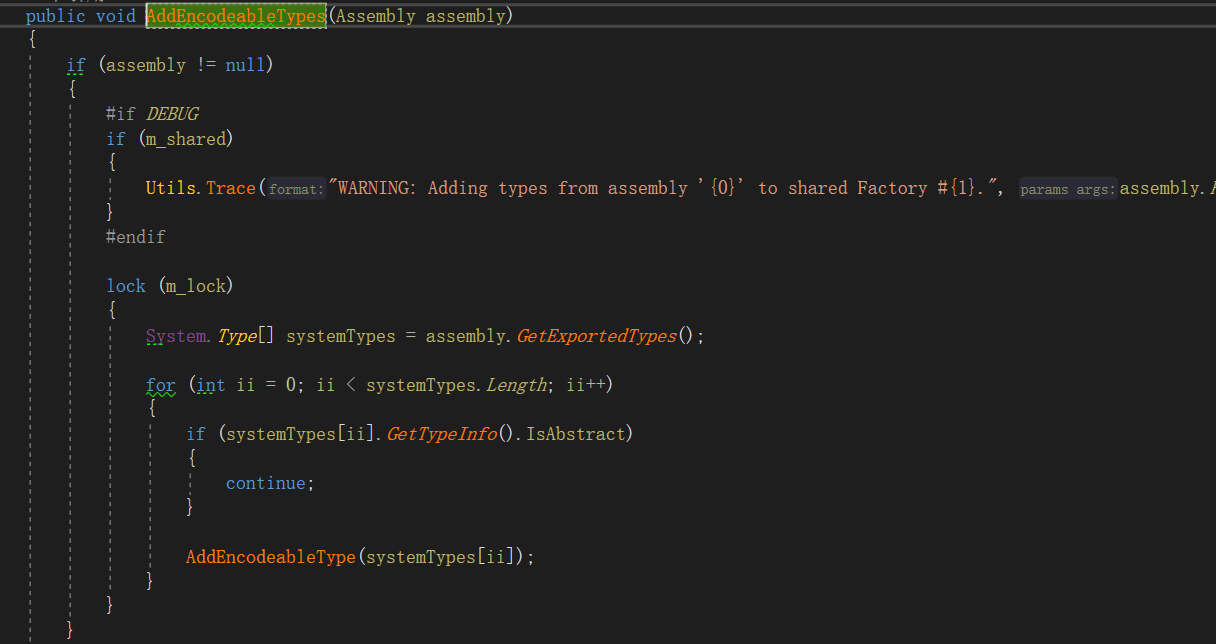 public void AddEncodeableTypes(Assembly assembly)
{
if (assembly != null)
{
#if DEBUG
if (m_shared)
{
Utils.Trace(format:"WARNING: Adding types from assembly '{0}' to shared Factory #{1}.", params args:assembly.
}
#endif
lock (m_lock)
{
System.Type[] systemTypes = assembly.GetExportedTypes();
for (int ii = 0; ii < systemTypes.Length; ii++)
{
if (systemTypes[ii].GetTypeInfo().IsAbstract)
{
continue;
}
AddEncodeableType(systemTypes[ii]);
}
}
}